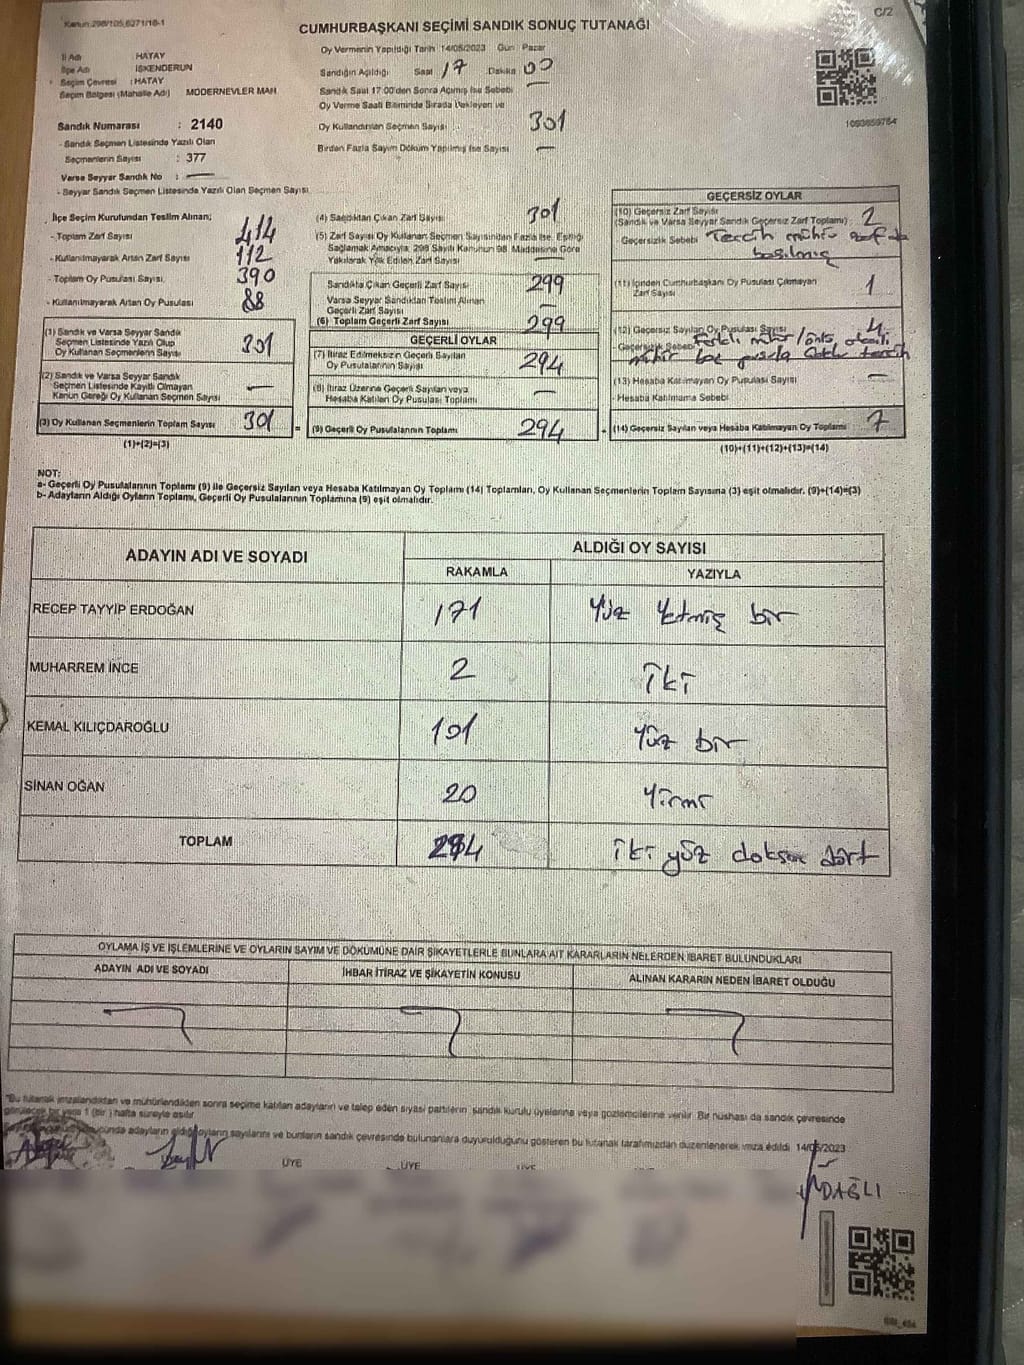 Kanun:298/105,6271/16-1
C/2
CUMHURBAŞKANI SEÇİMİ SANDIK SONUÇ TUTANAĞI
İl Adı HATAY
İlçe Adı İSKENDERUN
Seçim Çevresi : HATAY
Seçim Bölgesi (Mahalle Adı) MODERNEVLER MAH.
Sandık Numarası : 2140
- Sandık Seçmen Listesinde Yazılı Olan
Seçmenlerin Sayısı : 377
Varsa Seyyar Sandık No : —
- Seyyar Sandık Seçmen Listesinde Yazılı Olan Seçmen Sayısı
Oy Vermenin Yapıldığı Tarih 14/05/2023 Gün Pazar
Sandığın Açıldığı Saat 17 Dakika 00
Sandık Saat 17:00'den Sonra Açılmış İse Sebebi —
Oy Verme Saati Bitiminde Sırada Bekleyen ve
Oy Kullandırılan Seçmen Sayısı 301
Birden Fazla Sayım Döküm Yapılmış İse Sayısı —
1093859764
İlçe Seçim Kurulundan Teslim Alınan;
- Toplam Zarf Sayısı 414
- Kullanılmayarak Artan Zarf Sayısı 112
- Toplam Oy Pusulası Sayısı 390
- Kullanılmayarak Artan Oy Pusulası 88
(1) Sandık ve Varsa Seyyar Sandık
Seçmen Listesinde Yazılı Olup
Oy Kullanan Seçmenlerin Sayısı 301
(2) Sandık ve Varsa Seyyar Sandık
Seçmen Listesinde Kayıtlı Olmayan
Kanun Gereği Oy Kullanan Seçmen Sayısı —
(3) Oy Kullanan Seçmenlerin Toplam Sayısı 301
(1)+(2)=(3)
(4) Sandıktan Çıkan Zarf Sayısı 301
(5) Zarf Sayısı Oy Kullanan Seçmen Sayısından Fazla İse, Eşitliği
Sağlamak Amacıyla, 298 Sayılı Kanunun 98. Maddesine Göre
Yakılarak Yok Edilen Zarf Sayısı —
Sandıkta Çıkan Geçerli Zarf Sayısı 299
Varsa Seyyar Sandıktan Teslim Alınan
Geçerli Zarf Sayısı —
(6) Toplam Geçerli Zarf Sayısı 299
GEÇERLİ OYLAR
(7) İtiraz Edilmeksizin Geçerli Sayılan
Oy Pusulalarının Sayısı 294
(8) İtiraz Üzerine Geçerli Sayılan veya
Hesaba Katılan Oy Pusulası Toplamı —
= (9) Geçerli Oy Pusulalarının Toplamı 294
GEÇERSİZ OYLAR
(10) Geçersiz Zarf Sayısı
(Sandık ve Varsa Seyyar Sandık Geçersiz Zarf Toplamı) : 2
- Geçersizlik Sebebi Tercih mührü zarfda
basılmış
(11) İçinden Cumhurbaşkanı Oy Pusulası Çıkmayan
Zarf Sayısı 1
(12) Geçersiz Sayılan Oy Pusulası Sayısı 4
- Geçersizlik Sebebi Farklı mühür
(13) Hesaba Katılmayan Oy Pusulası Sayısı —
- Hesaba Katılmama Sebebi
+ (14) Geçersiz Sayılan veya Hesaba Katılmayan Oy Toplamı 7
(10)+(11)+(12)+(13)=(14)
NOT:
a- Geçerli Oy Pusulalarının Toplamı (9) ile Geçersiz Sayılan veya Hesaba Katılmayan Oy Toplamı (14) Toplamları, Oy Kullanan Seçmenlerin Toplam Sayısına (3) eşit olmalıdır. (9)+(14)=(3)
b- Adayların Aldığı Oyların Toplamı, Geçerli Oy Pusulalarının Toplamına (9) eşit olmalıdır.
ADAYIN ADI VE SOYADI
ALDIĞI OY SAYISI
RAKAMLA YAZIYLA
RECEP TAYYİP ERDOĞAN 171 Yüz Yetmiş bir
MUHARREM İNCE 2 İki
KEMAL KILIÇDAROĞLU 101 Yüz bir
SİNAN OĞAN 20 Yirmi
TOPLAM 294 İki yüz doksan dört
OYLAMA İŞ VE İŞLEMLERİNE VE OYLARIN SAYIM VE DÖKÜMÜNE DAİR ŞİKAYETLERLE BUNLARA AİT KARARLARIN NELERDEN İBARET BULUNDUKLARI
ADAYIN ADI VE SOYADI İHBAR İTİRAZ VE ŞİKAYETİN KONUSU ALINAN KARARIN NEDEN İBARET OLDUĞU
"Bu tutanak imzalandıktan ve mühürlendikten sonra seçime katılan adayların ve talep eden siyasi partilerin sandık kurulu üyelerine veya gözlemcilerine verilir. Bir nüshası da sandık çevresinde
görülecek bir yere 1 (bir) hafta süreyle asılır.
adayların aldığı oyların sayılarını ve bunların sandık çevresinde bulunanlara duyurulduğunu gösteren bu tutanak tarafımızdan düzenlenerek imza edildi. 14/05/2023
ÜYE ÜYE ÜYE
DAĞLI